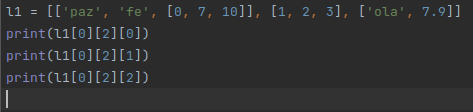 l1 = [['paz', 'fe', [0, 7, 10]], [1, 2, 3], ['ola', 7.9]]
print(l1[0][2][0])
print(l1[0][2][1])
print(l1[0][2][2])